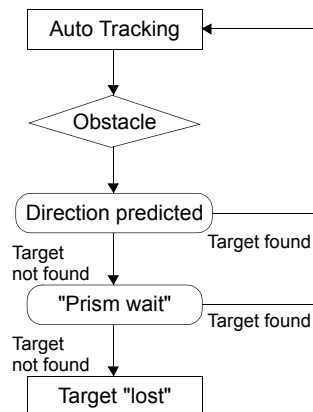 Auto Tracking
Obstacle
Direction predicted
Target
not found
Target found
"Prism wait"
Target found
Target
not found
Target "lost"